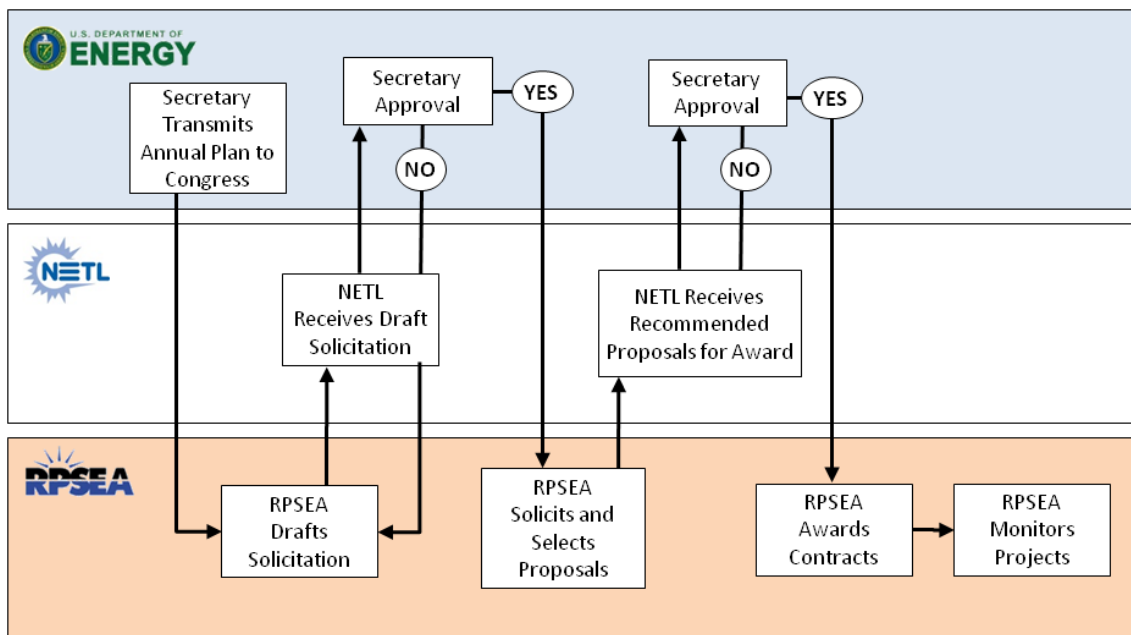 U.S. DEPARTMENT OF
ENERGY
Secretary
Transmits
Annual Plan to
Congress
Secretary
Approval
YES
NO
Secretary
Approval
YES
NO
NETL
NETL
Receives Draft
Solicitation
NETL Receives
Recommended
Proposals for Award
RPSEA
RPSEA
Drafts
Solicitation
RPSEA
Solicits and
Selects
Proposals
RPSEA
Awards
Contracts
RPSEA
Monitors
Projects